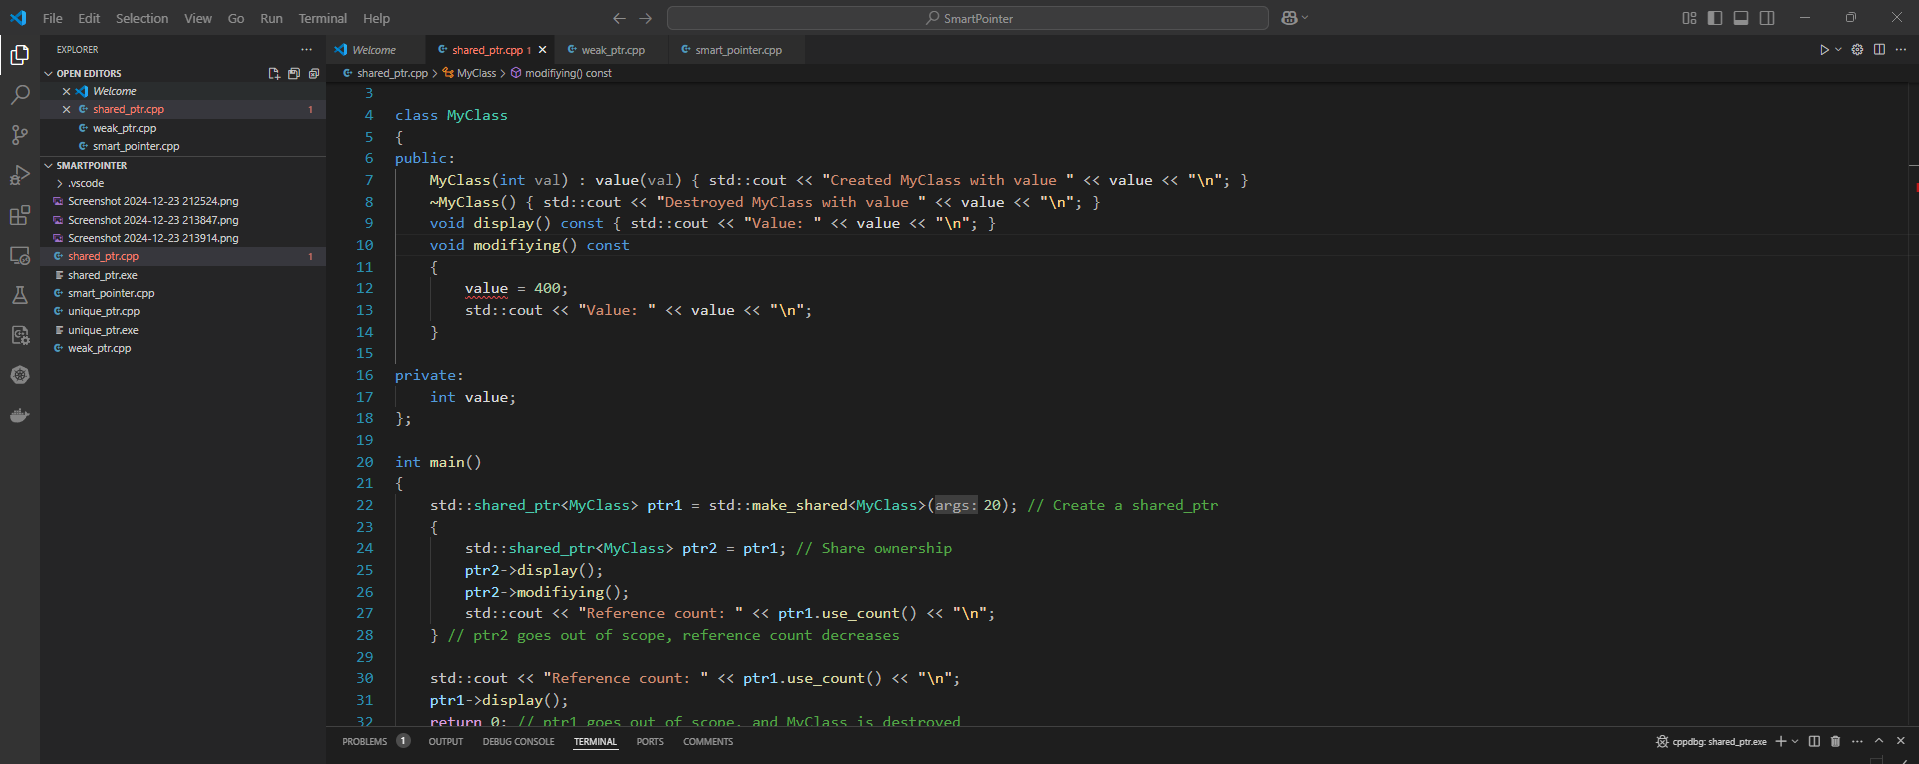 File Edit Selection View Go Run Terminal Help
SmartPointer
EXPLORER
OPEN EDITORS
Welcome
shared_ptr.cpp 1
weak_ptr.cpp
smart_pointer.cpp
SMARTPOINTER
.vscode
Screenshot 2024-12-23 212524.png
Screenshot 2024-12-23 213847.png
Screenshot 2024-12-23 213914.png
shared_ptr.cpp 1
shared_ptr.exe
smart_pointer.cpp
unique_ptr.cpp
unique_ptr.exe
weak_ptr.cpp
Welcome shared_ptr.cpp 1 weak_ptr.cpp smart_pointer.cpp
shared_ptr.cpp > MyClass > modifiying() const
3
4 class MyClass
5 {
6 public:
7 MyClass(int val) : value(val) { std::cout << "Created MyClass with value " << value << "\n"; }
8 ~MyClass() { std::cout << "Destroyed MyClass with value " << value << "\n"; }
9 void display() const { std::cout << "Value: " << value << "\n"; }
10 void modifiying() const
11 {
12 value = 400;
13 std::cout << "Value: " << value << "\n";
14 }
15
16 private:
17 int value;
18 };
19
20 int main()
21 {
22 std::shared_ptr<MyClass> ptr1 = std::make_shared<MyClass>(args: 20); // Create a shared_ptr
23 {
24 std::shared_ptr<MyClass> ptr2 = ptr1; // Share ownership
25 ptr2->display();
26 ptr2->modifiying();
27 std::cout << "Reference count: " << ptr1.use_count() << "\n";
28 } // ptr2 goes out of scope, reference count decreases
29
30 std::cout << "Reference count: " << ptr1.use_count() << "\n";
31 ptr1->display();
32 return 0; // ptr1 goes out of scope, and MyClass is destroyed
PROBLEMS 1 OUTPUT DEBUG CONSOLE TERMINAL PORTS COMMENTS
cppdbg: shared_ptr.exe